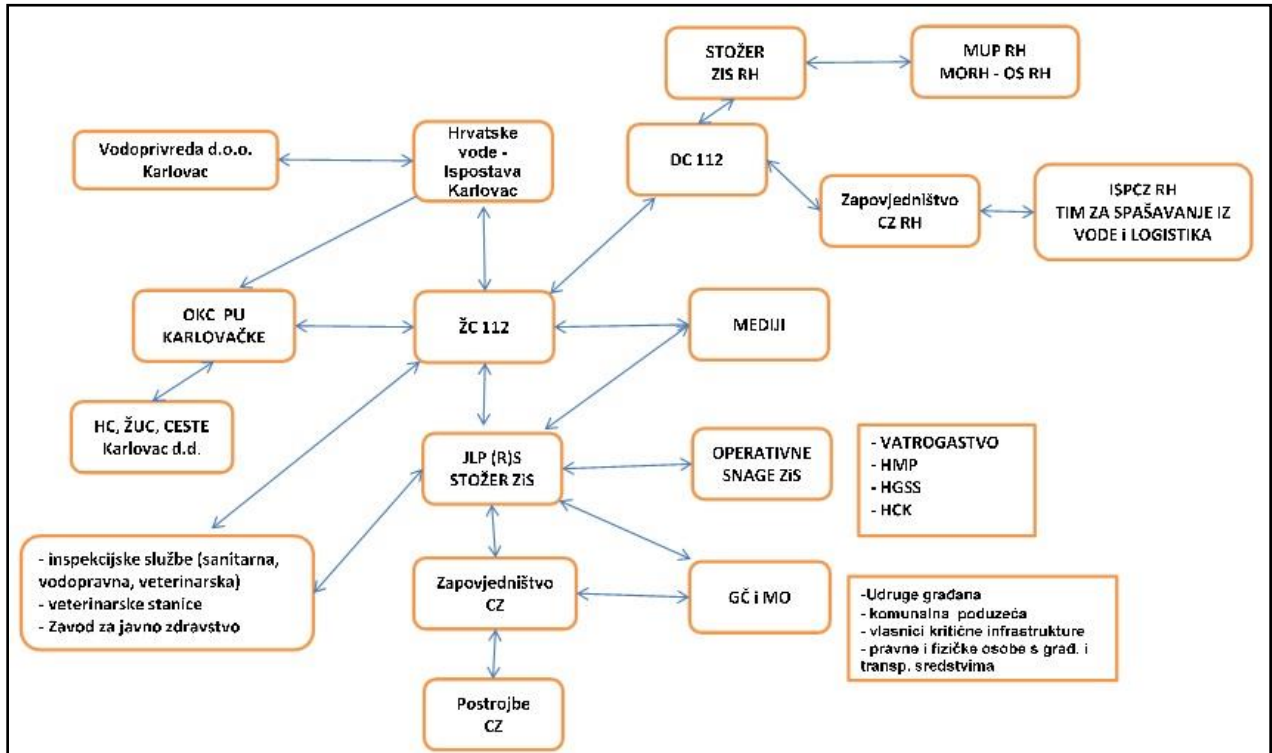 STOŽER
ZIS RH
MUP RH
MORH - OS RH
Vodoprivreda d.o.o.
Karlovac
Hrvatske
vode -
Ispostava
Karlovac
DC 112
Zapovjedništvo
CZ RH
ISPCZ RH
TIM ZA SPAŠAVANJE IZ
VODE i LOGISTIKA
OKC PU
KARLOVAČKE
ŽC 112
MEDIJI
HC, ŽUC, CESTE
Karlovac d.d.
JLP (R)S
STOŽER ZiS
OPERATIVNE
SNAGE ZiS
- VATROGASTVO
- HMP
- HGSS
- HCK
- inspekcijske službe (sanitarna,
vodopravna, veterinarska)
- veterinarske stanice
- Zavod za javno zdravstvo
Zapovjedništvo
CZ
GČ i MO
-Udruge građana
- komunalna poduzeća
- vlasnici kritične infrastrukture
- pravne i fizičke osobe s građ. i
transp. sredstvima
Postrojbe
CZ